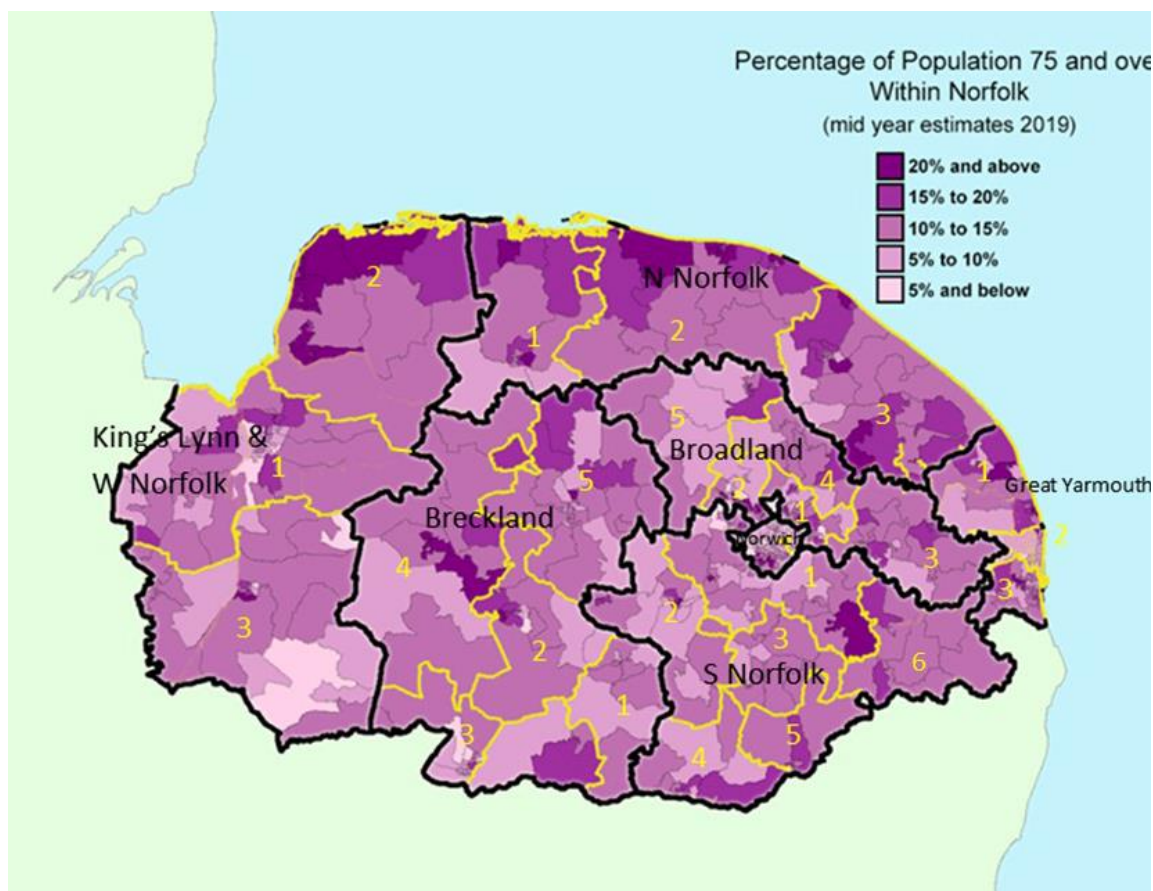 Percentage of Population 75 and ove
Within Norfolk
(mid year estimates 2019)
20% and above
15% to 20%
10% to 15%
5% to 10%
5% and below
2
N Norfolk
1
2
3
5
King's Lynn &
W Norfolk
1
Broadland
5
2
4
1
1
Great Yarmouth
Breckland
Norwich
2
4
3
3
1
2
3
2
3
S Norfolk
6
1
3
4
5